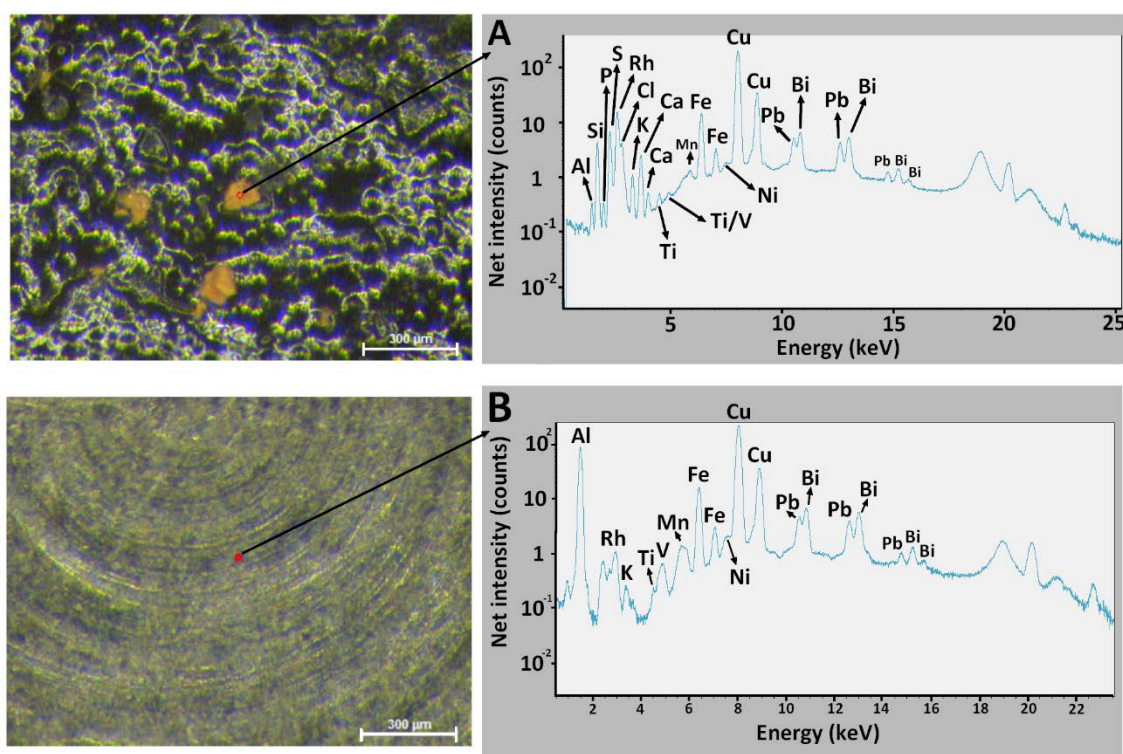 A
Net intensity (counts)
10²
10
1
10⁻¹
10⁻²
Al
Si
P
S
Rh
Cl
K
Ca
Ca
Ti
Ti/V
Mn
Fe
Fe
Ni
Cu
Cu
Pb
Bi
Pb
Bi
Pb
Bi
Bi
5 10 15 20 25
Energy (keV)
300 µm
B
Net intensity (counts)
10²
10
1
10⁻¹
10⁻²
Al
Rh
K
Ti
V
Mn
Fe
Fe
Ni
Cu
Cu
Pb
Bi
Pb
Bi
Pb
Bi
Bi
2 4 6 8 10 12 14 16 18 20 22
Energy (keV)
300 µm